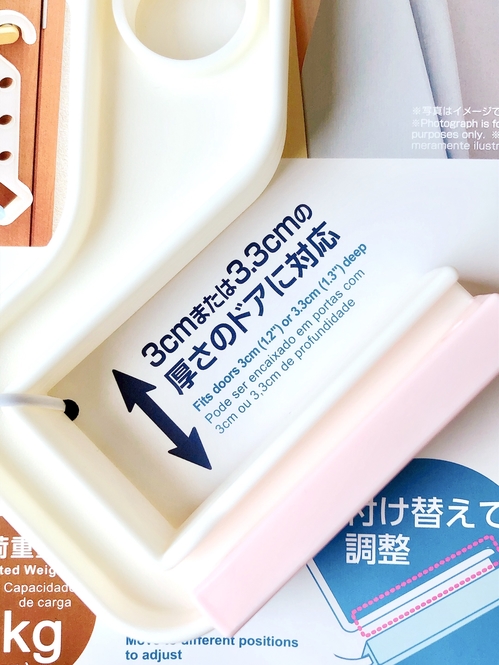 ※写真はイメージで
※Photograph is fo
purposes only. ※
meramente ilustr
3cmまたは3.3cmの
厚さのドアに対応
Fits doors 3cm (1.2") or 3.3cm (1.3") deep
Pode ser encaixado em portas com
3cm ou 3,3cm de profundidade
付け替えて
調整
荷重
ted Weig
Capacidade
de carga
kg
Move to different positions
to adjust